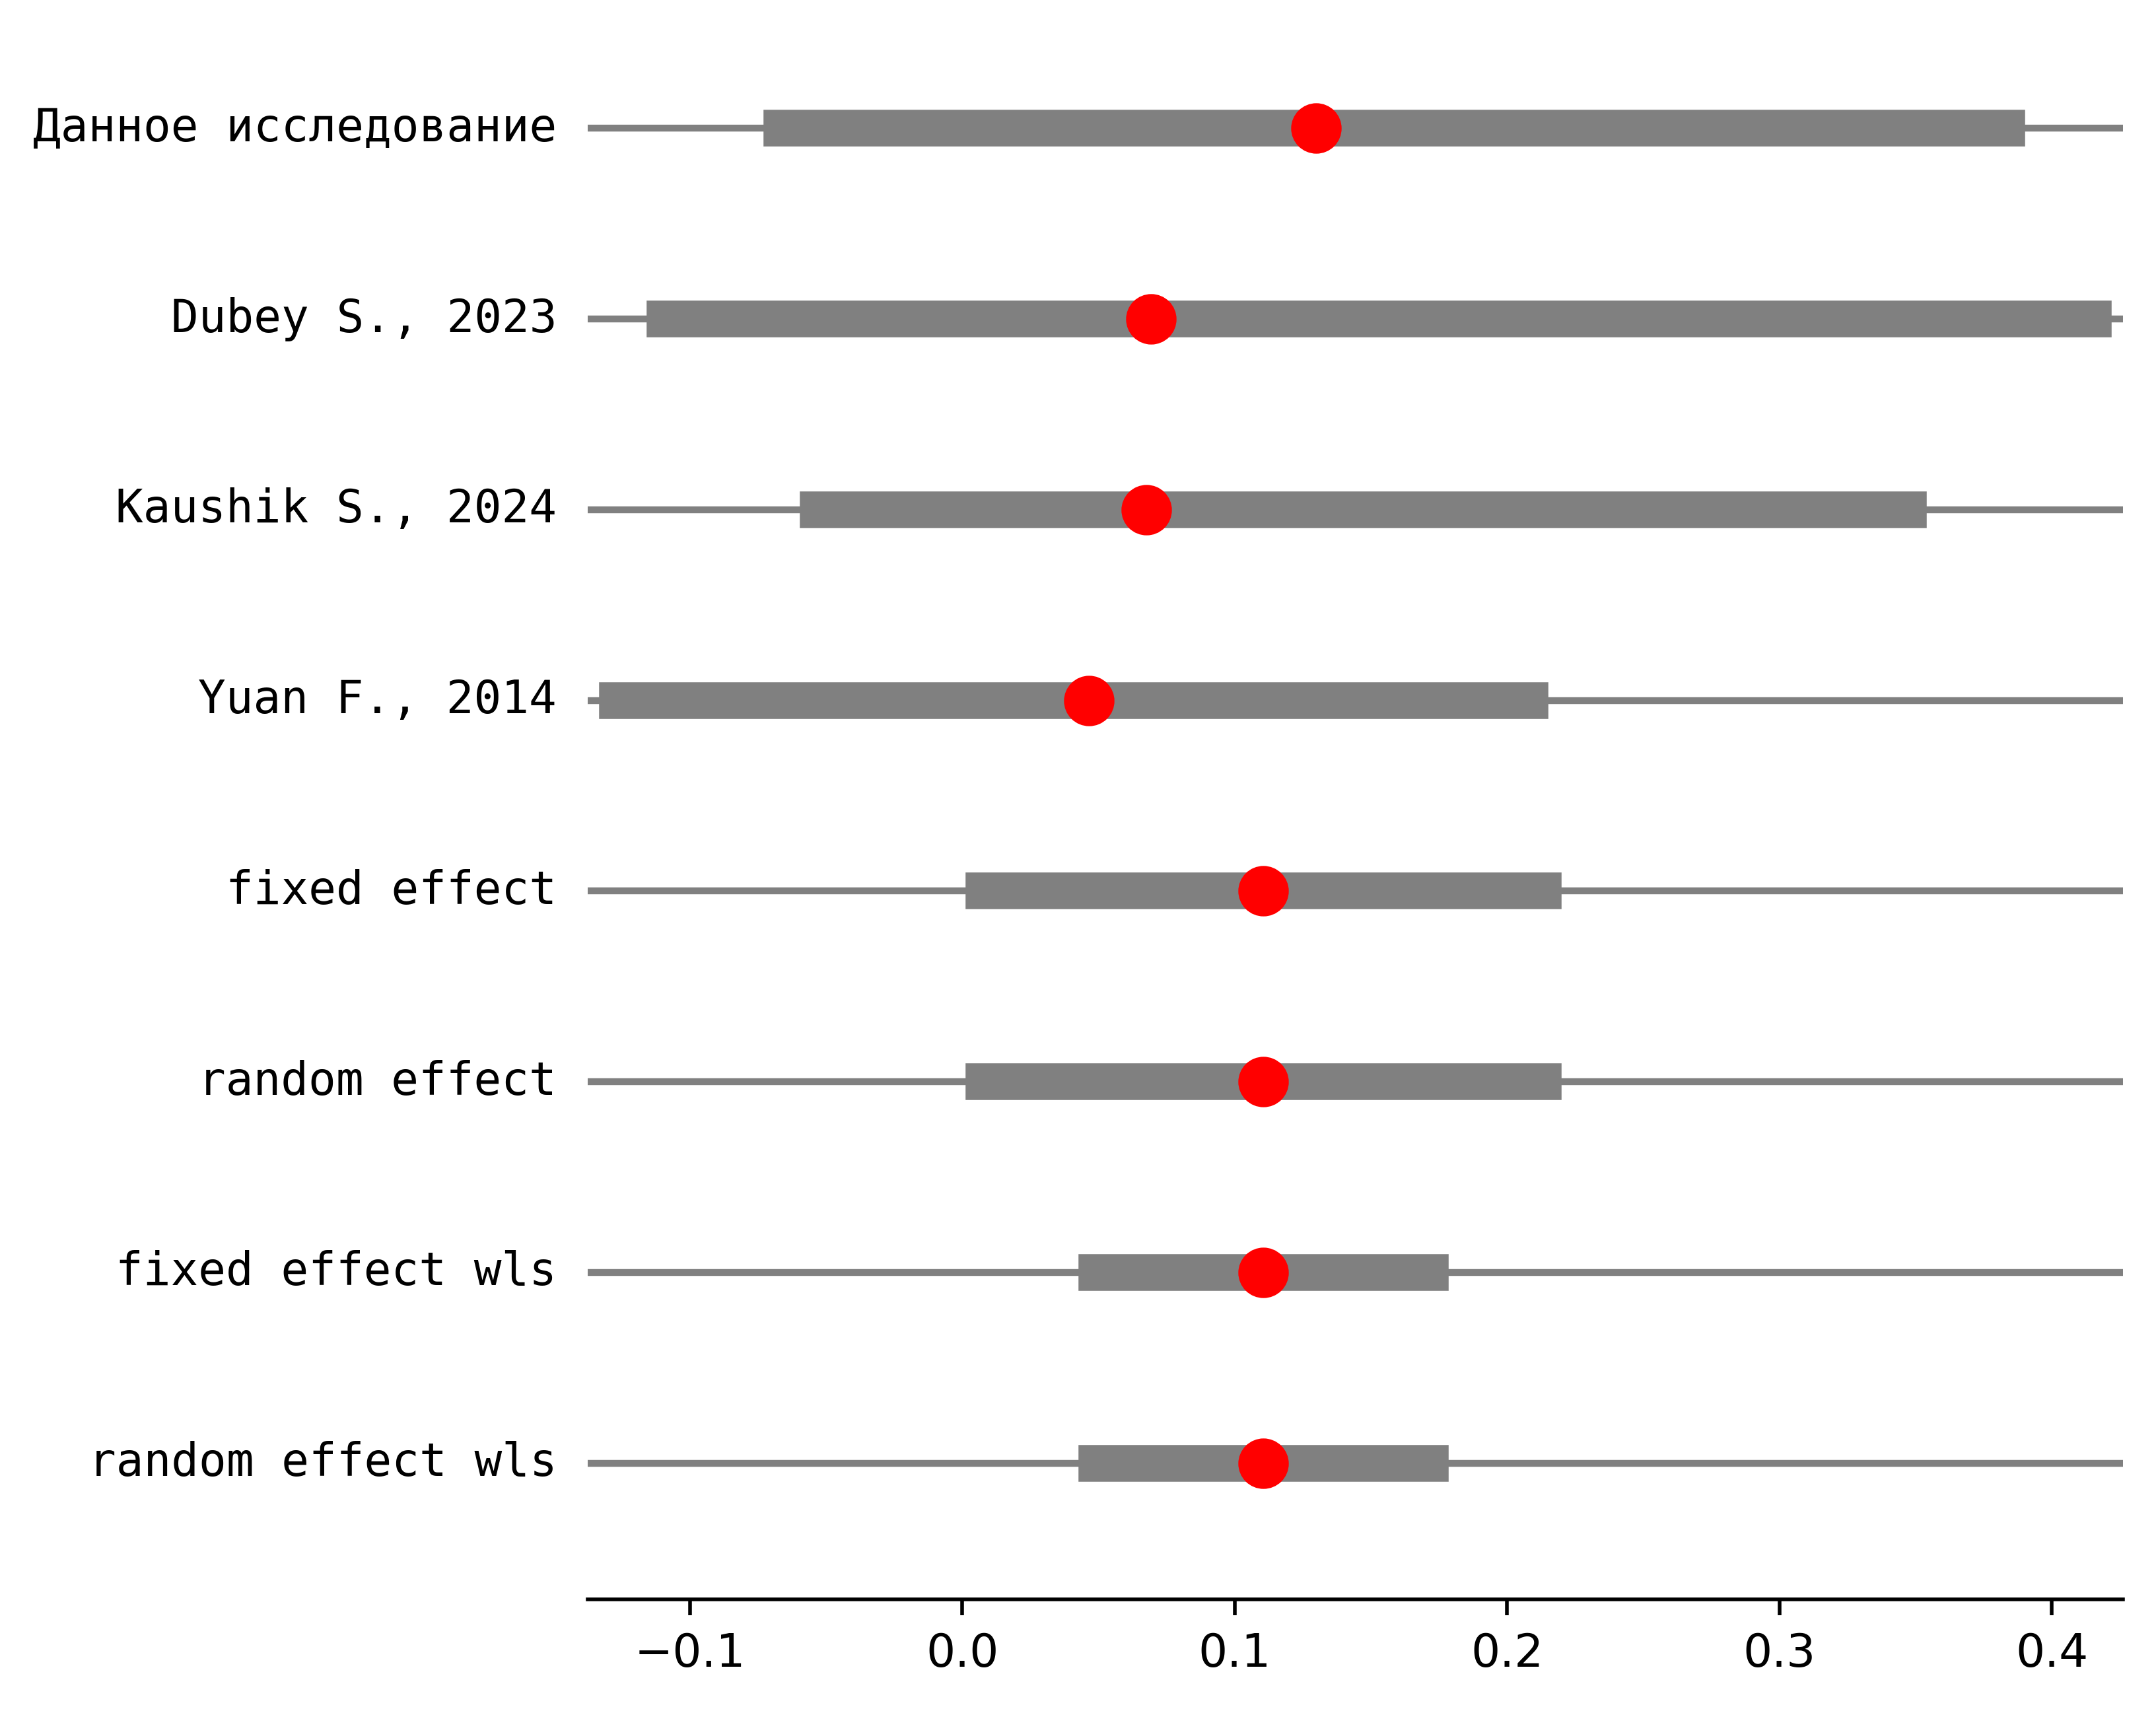 Данное исследование
Dubey S., 2023
Kaushik S., 2024
Yuan F., 2014
fixed effect
random effect
fixed effect wls
random effect wls
−0.1 0.0 0.1 0.2 0.3 0.4